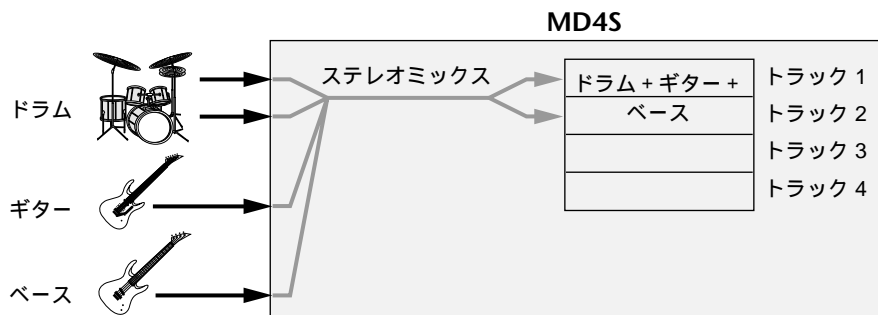 MD4S
ステレオミックス
ドラム + ギター +
ベース
トラック 1
トラック 2
トラック 3
トラック 4
ドラム
ギター
ベース